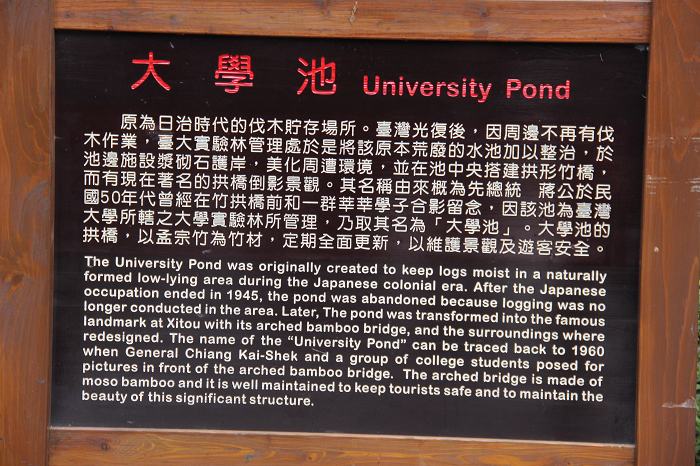 大學池 University Pond
原為日治時代的伐木貯存場所。臺灣光復後，因周邊不再有伐
木作業，臺大實驗林管理處於是將該原本荒廢的水池加以整治，於
池邊施設漿砌石護岸，美化周遭環境，並在池中央搭建拱形竹橋，
而有現在著名的拱橋倒影景觀。其名稱由來概為先總統　蔣公於民
國50年代曾經在竹拱橋前和一群莘莘學子合影留念，因該池為臺灣
大學所轄之大學實驗林所管理，乃取其名為「大學池」。大學池的
拱橋，以孟宗竹為竹材，定期全面更新，以維護景觀及遊客安全。
The University Pond was originally created to keep logs moist in a naturally
formed low-lying area during the Japanese colonial era. After the Japanese
occupation ended in 1945, the pond was abandoned because logging was no
longer conducted in the area. Later, The pond was transformed into the famous
landmark at Xitou with its arched bamboo bridge, and the surroundings where
redesigned. The name of the “University Pond” can be traced back to 1960
when General Chiang Kai-Shek and a group of college students posed for
pictures in front of the arched bamboo bridge. The arched bridge is made of
moso bamboo and it is well maintained to keep tourists safe and to maintain the
beauty of this significant structure.